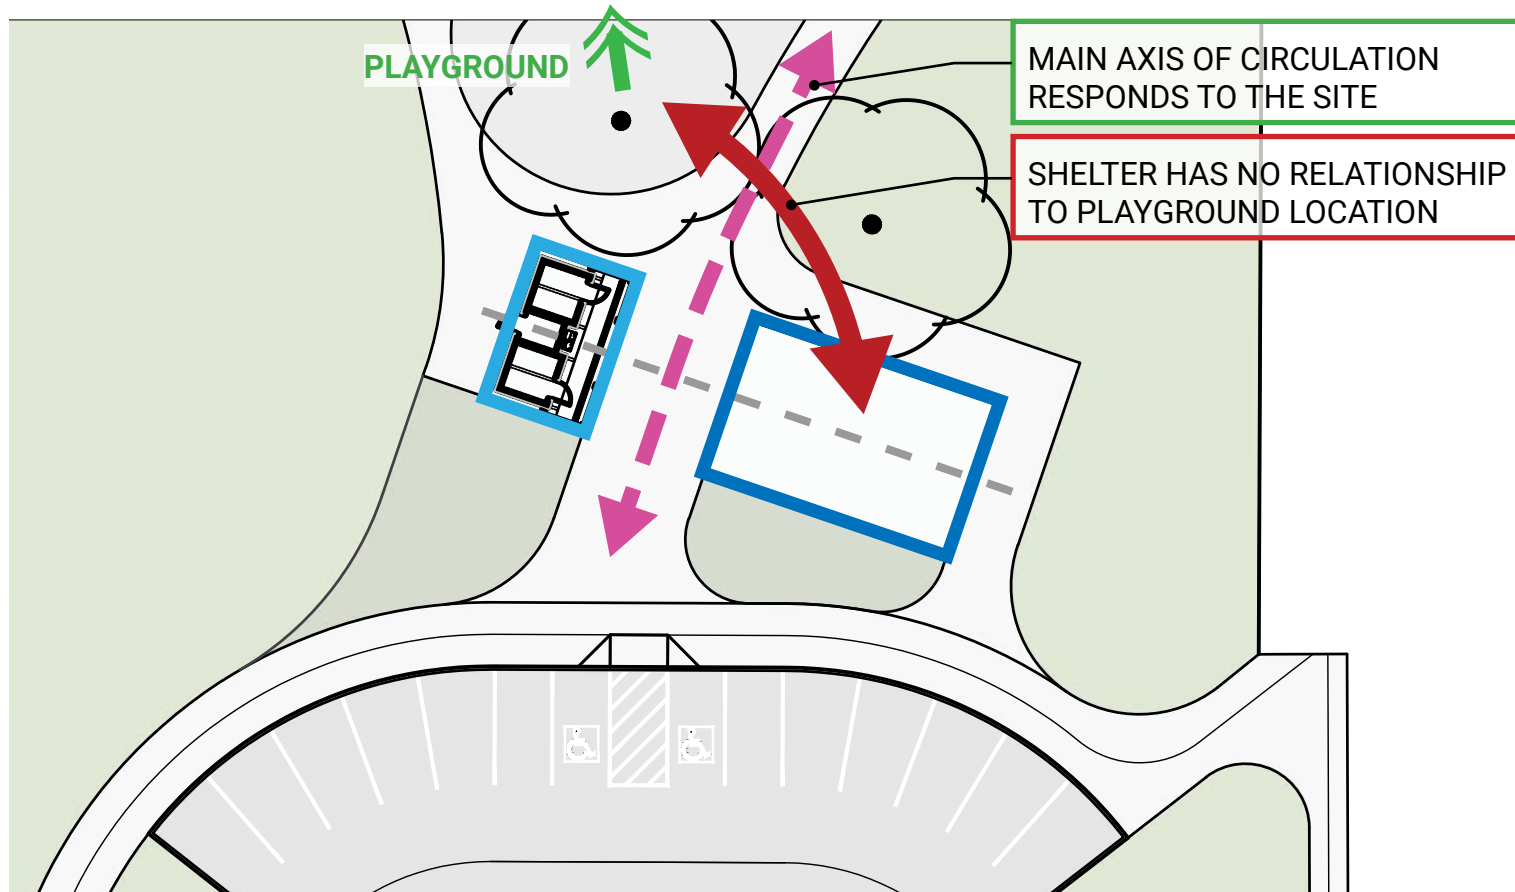 PLAYGROUND
MAIN AXIS OF CIRCULATION
RESPONDS TO THE SITE
SHELTER HAS NO RELATIONSHIP
TO PLAYGROUND LOCATION